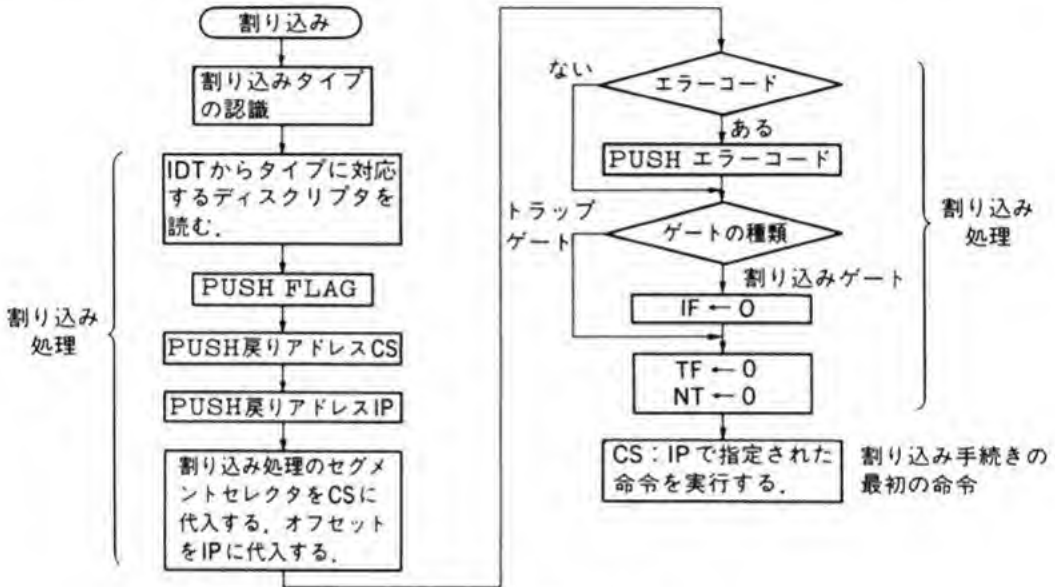 割り込み
割り込みタイプ
の認識
IDTからタイプに対応
するディスクリプタを
読む.
PUSH FLAG
PUSH戻りアドレスCS
PUSH戻りアドレスIP
割り込み処理のセグメ
ントセレクタをCSに
代入する. オフセット
をIPに代入する.
割り込み
処理
ない
エラーコード
ある
PUSH エラーコード
トラップ
ゲート
ゲートの種類
割り込みゲート
IF ← 0
TF ← 0
NT ← 0
割り込み
処理
CS:IPで指定された
命令を実行する.
割り込み手続きの
最初の命令